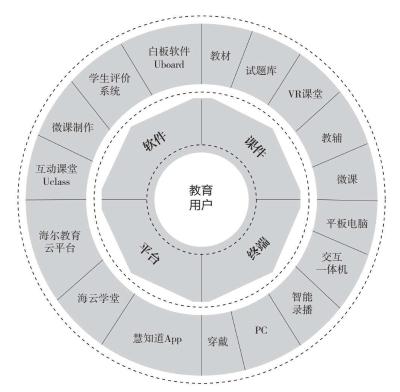 白板软件
Uboard
教材
试题库
VR课堂
教辅
微课
平板电脑
交互
一体机
智能
录播
PC
穿戴
慧知道App
海云学堂
海尔教育
云平台
互动课堂
Uclass
微课制作
学生评价
系统
软件
课件
终端
平台
教育
用户